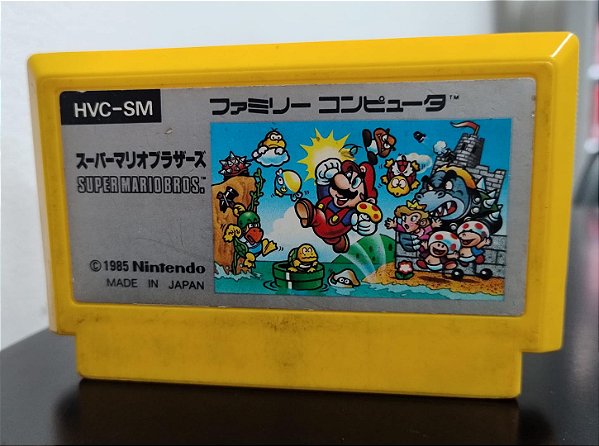 HVC-SM
ファミリー コンピュータ™
スーパーマリオブラザーズ
SUPER MARIO BROS.™
©1985 Nintendo
MADE IN JAPAN